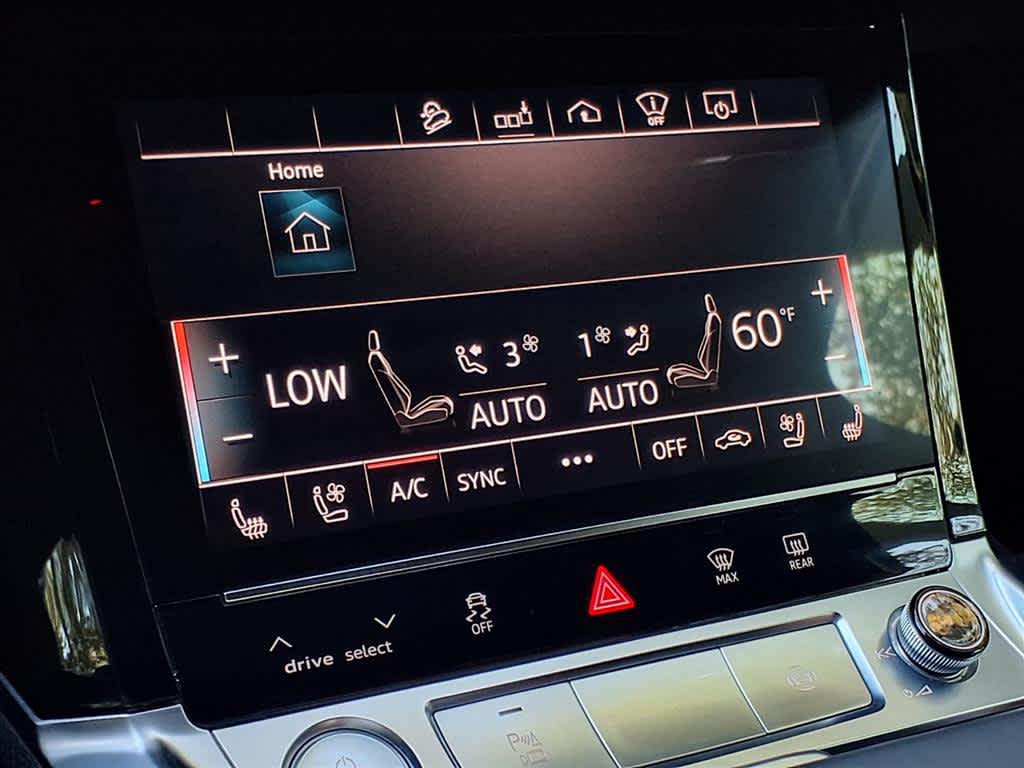 OFF
Home
LOW
3
1
60°F
AUTO
AUTO
A/C
SYNC
•••
OFF
drive select
OFF
MAX
REAR
P